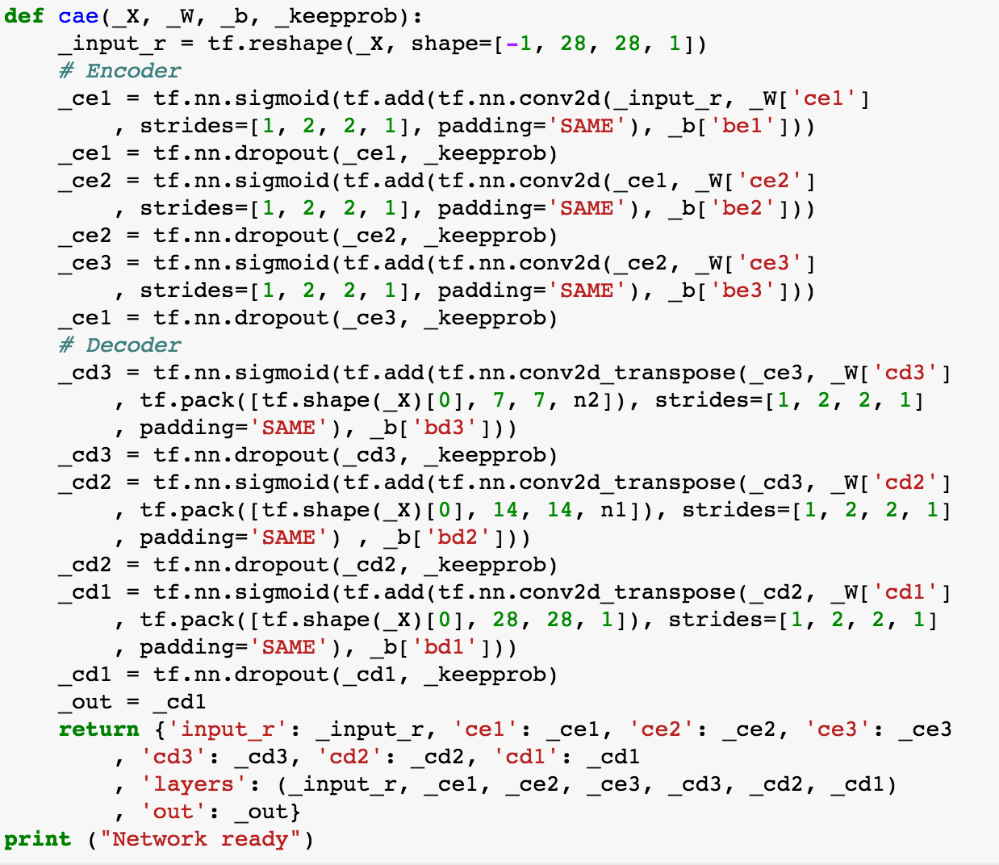 def cae(_X, _W, _b, _keepprob):
    _input_r = tf.reshape(_X, shape=[-1, 28, 28, 1])
    # Encoder
    _ce1 = tf.nn.sigmoid(tf.add(tf.nn.conv2d(_input_r, _W['ce1']
        , strides=[1, 2, 2, 1], padding='SAME'), _b['be1']))
    _ce1 = tf.nn.dropout(_ce1, _keepprob)
    _ce2 = tf.nn.sigmoid(tf.add(tf.nn.conv2d(_ce1, _W['ce2']
        , strides=[1, 2, 2, 1], padding='SAME'), _b['be2']))
    _ce2 = tf.nn.dropout(_ce2, _keepprob)
    _ce3 = tf.nn.sigmoid(tf.add(tf.nn.conv2d(_ce2, _W['ce3']
        , strides=[1, 2, 2, 1], padding='SAME'), _b['be3']))
    _ce1 = tf.nn.dropout(_ce3, _keepprob)
    # Decoder
    _cd3 = tf.nn.sigmoid(tf.add(tf.nn.conv2d_transpose(_ce3, _W['cd3']
        , tf.pack([tf.shape(_X)[0], 7, 7, n2]), strides=[1, 2, 2, 1]
        , padding='SAME'), _b['bd3']))
    _cd3 = tf.nn.dropout(_cd3, _keepprob)
    _cd2 = tf.nn.sigmoid(tf.add(tf.nn.conv2d_transpose(_cd3, _W['cd2']
        , tf.pack([tf.shape(_X)[0], 14, 14, n1]), strides=[1, 2, 2, 1]
        , padding='SAME') , _b['bd2']))
    _cd2 = tf.nn.dropout(_cd2, _keepprob)
    _cd1 = tf.nn.sigmoid(tf.add(tf.nn.conv2d_transpose(_cd2, _W['cd1']
        , tf.pack([tf.shape(_X)[0], 28, 28, 1]), strides=[1, 2, 2, 1]
        , padding='SAME'), _b['bd1']))
    _cd1 = tf.nn.dropout(_cd1, _keepprob)
    _out = _cd1
    return {'input_r': _input_r, 'ce1': _ce1, 'ce2': _ce2, 'ce3': _ce3
        , 'cd3': _cd3, 'cd2': _cd2, 'cd1': _cd1
        , 'layers': (_input_r, _ce1, _ce2, _ce3, _cd3, _cd2, _cd1)
        , 'out': _out}
print ("Network ready")